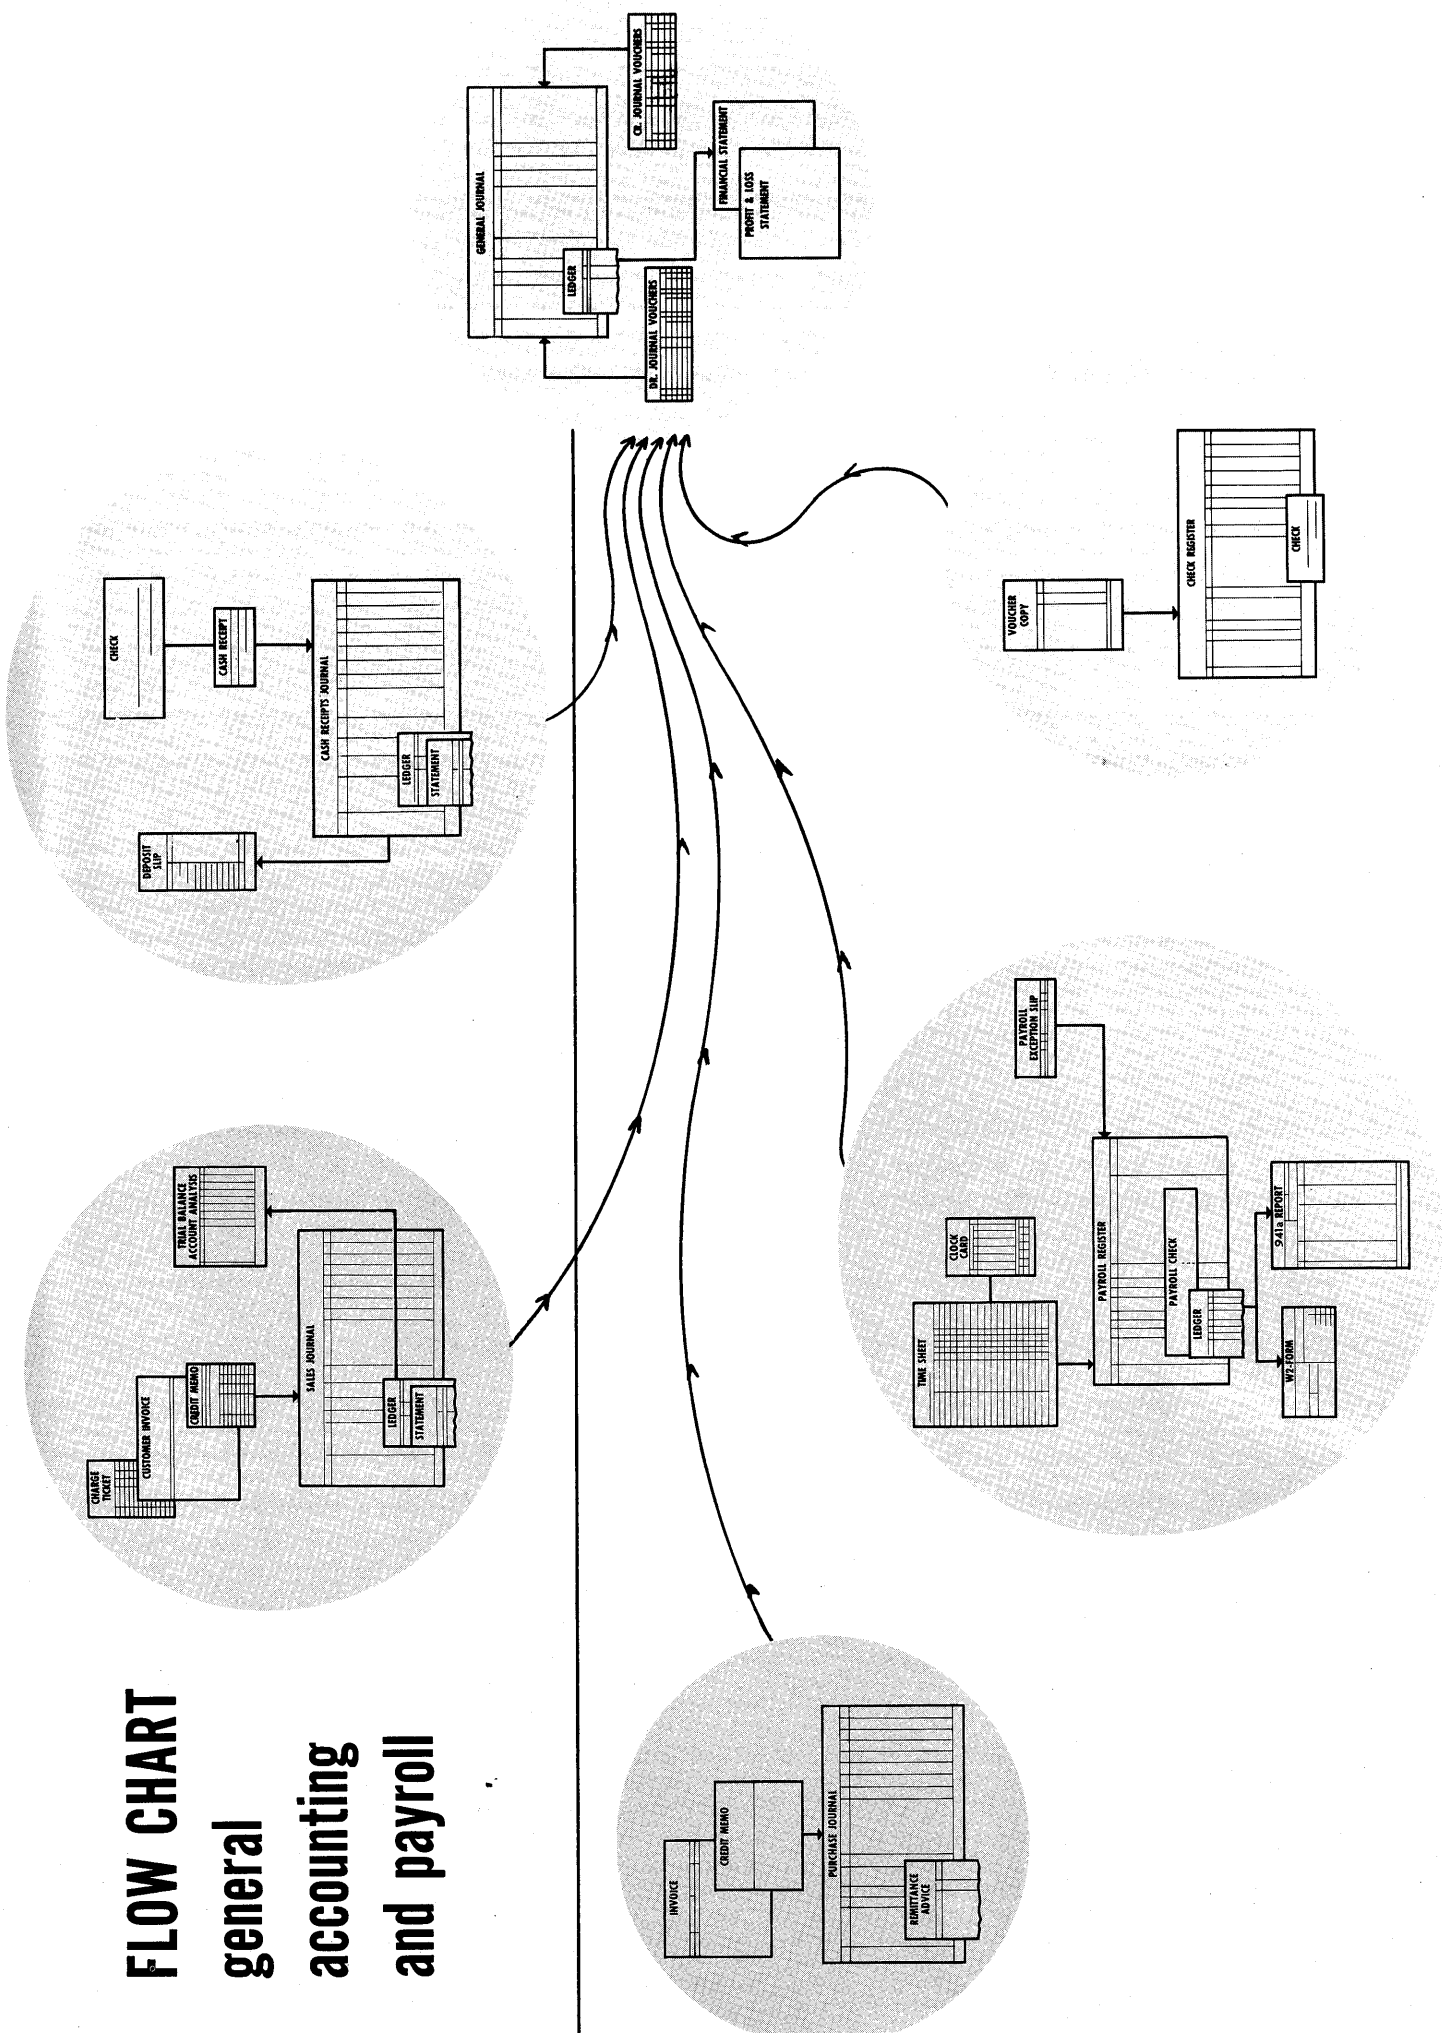 FLOW CHART
general
accounting
and payroll
CHARGE
TICKET
CUSTOMER INVOICE
CREDIT MEMO
TRIAL BALANCE
ACCOUNT ANALYSIS
SALES JOURNAL
LEDGER
STATEMENT
DEPOSIT
SLIP
CHECK
CASH RECEIPT
CASH RECEIPTS JOURNAL
LEDGER
STATEMENT
GENERAL JOURNAL
LEDGER
DR. JOURNAL VOUCHERS
CR. JOURNAL VOUCHERS
FINANCIAL STATEMENT
PROFIT & LOSS
STATEMENT
INVOICE
CREDIT MEMO
PURCHASE JOURNAL
REMITTANCE
ADVICE
TIME SHEET
CLOCK
CARD
PAYROLL
EXCEPTION SLIP
PAYROLL REGISTER
PAYROLL CHECK
LEDGER
W2-FORM
941a REPORT
VOUCHER
COPY
CHECK REGISTER
CHECK